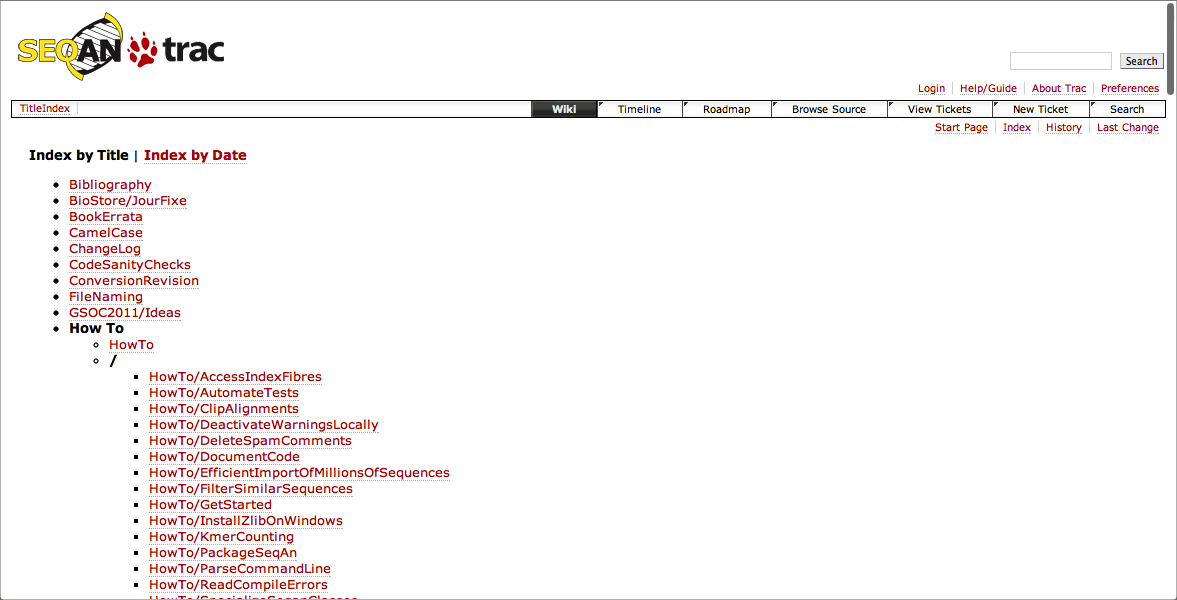 SEQAN trac
Search
Login Help/Guide About Trac Preferences
TitleIndex Wiki Timeline Roadmap Browse Source View Tickets New Ticket Search
Start Page Index History Last Change
Index by Title | Index by Date
Bibliography
BioStore/JourFixe
BookErrata
CamelCase
ChangeLog
CodeSanityChecks
ConversionRevision
FileNaming
GSOC2011/Ideas
How To
HowTo
/
HowTo/AccessIndexFibres
HowTo/AutomateTests
HowTo/ClipAlignments
HowTo/DeactivateWarningsLocally
HowTo/DeleteSpamComments
HowTo/DocumentCode
HowTo/EfficientImportOfMillionsOfSequences
HowTo/FilterSimilarSequences
HowTo/GetStarted
HowTo/InstallZlibOnWindows
HowTo/KmerCounting
HowTo/PackageSeqAn
HowTo/ParseCommandLine
HowTo/ReadCompileErrors